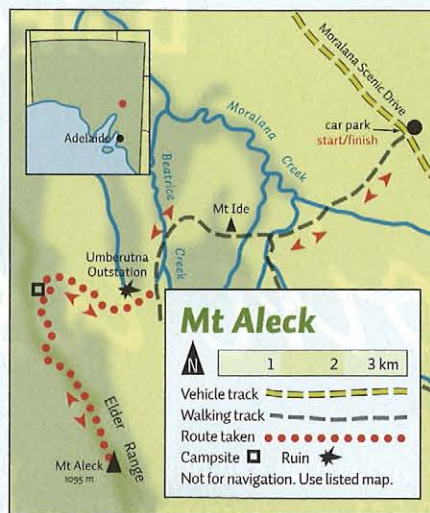 Moralana Scenic Drive
car park
start/finish
Adelaide
Moralana
Creek
Beatrice
Creek
Mt Ide
Umberutna
Outstation
Elder Range
Mt Aleck
1095 m
Mt Aleck
N
1 2 3 km
Vehicle track
Walking track
Route taken
Campsite Ruin
Not for navigation. Use listed map.